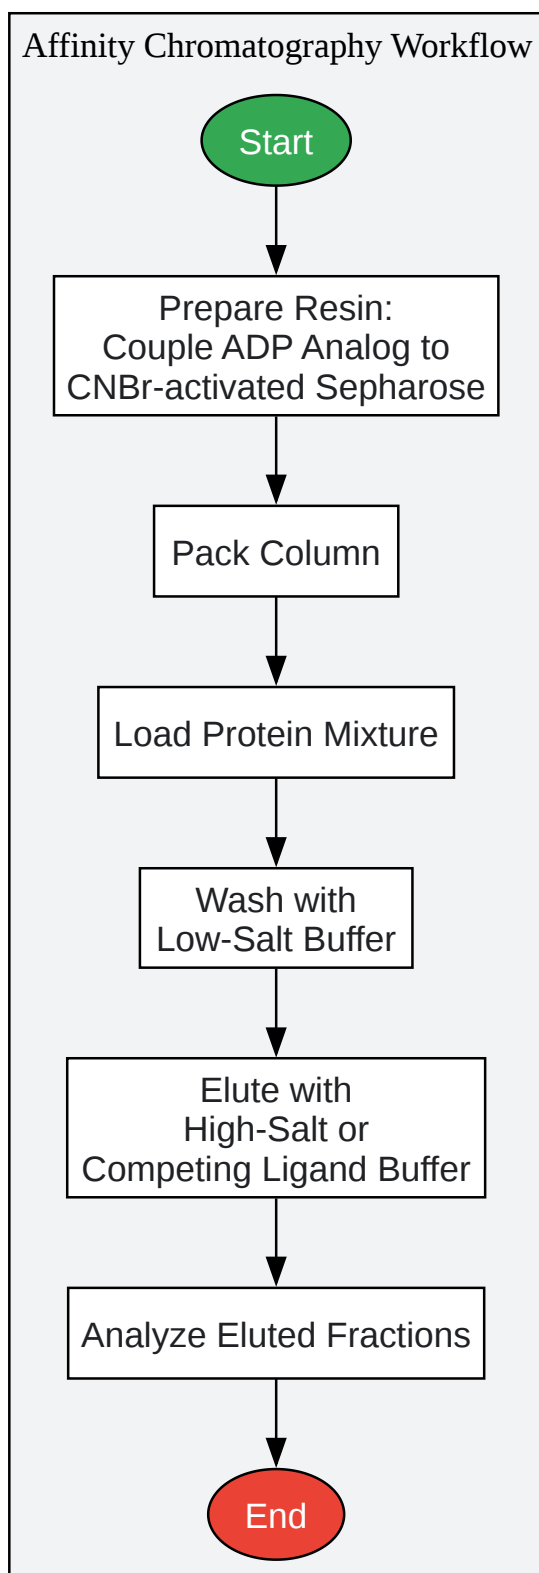 Affinity Chromatography Workflow
Start
Prepare Resin:
Couple ADP Analog to
CNBr-activated Sepharose
Pack Column
Load Protein Mixture
Wash with
Low-Salt Buffer
Elute with
High-Salt or
Competing Ligand Buffer
Analyze Eluted Fractions
End